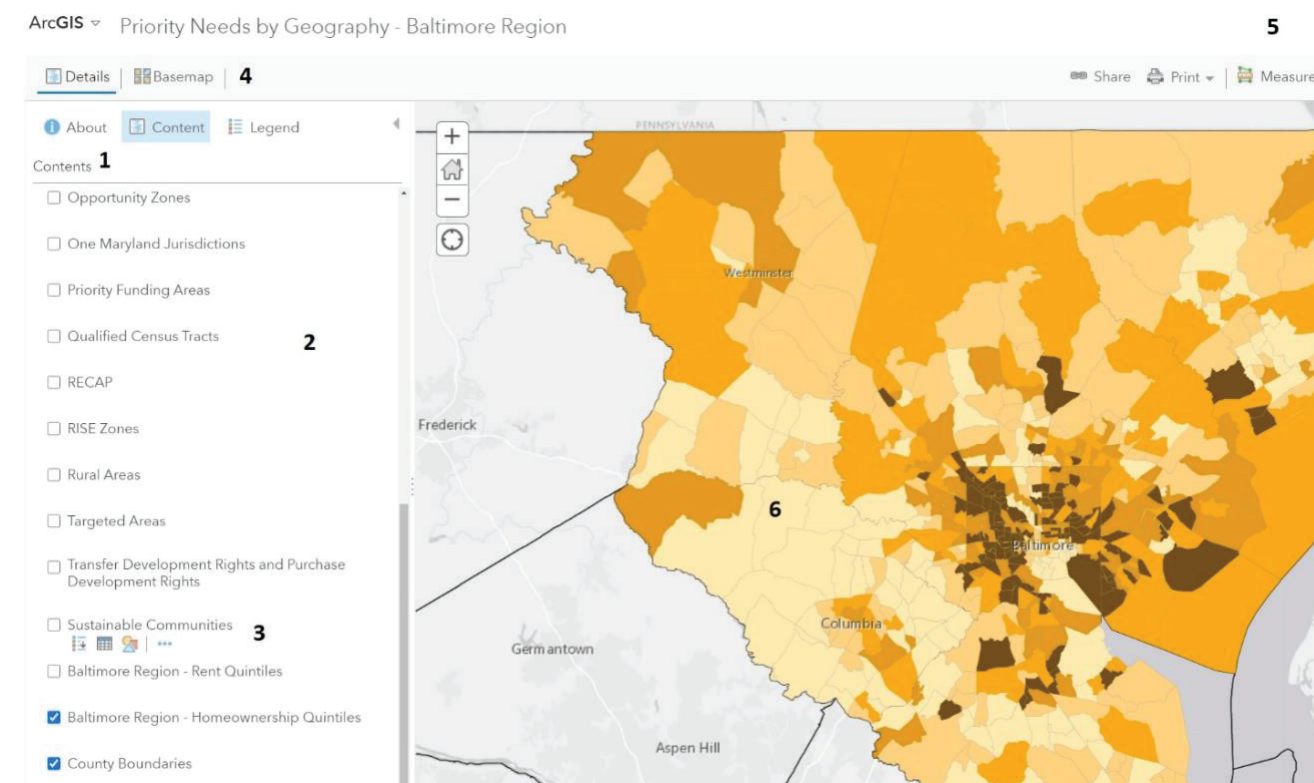 ArcGIS Priority Needs by Geography - Baltimore Region 5
Details Basemap 4 Share Print Measure
About Content Legend
Contents 1
Opportunity Zones
One Maryland Jurisdictions
Priority Funding Areas
Qualified Census Tracts
2
RECAP
RISE Zones
Rural Areas
Targeted Areas
Transfer Development Rights and Purchase
Development Rights
Sustainable Communities
3
Baltimore Region - Rent Quintiles
Baltimore Region - Homeownership Quintiles
County Boundaries
PENNSYLVANIA
+
−
Westminster
Frederick
6
Baltimore
Columbia
Germantown
Aspen Hill